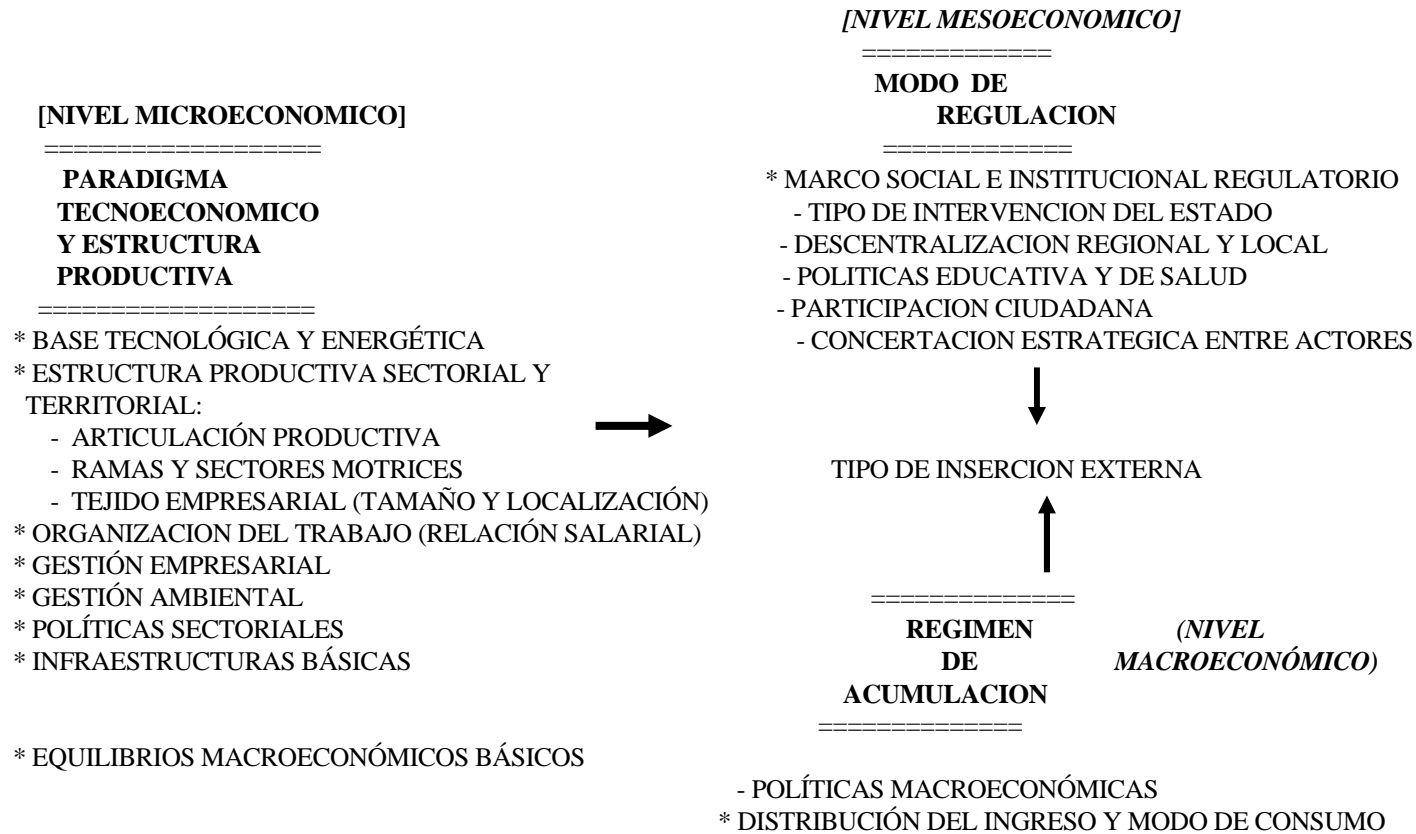 [NIVEL MICROECONOMICO]
===================
PARADIGMA
TECNOECONOMICO
Y ESTRUCTURA
PRODUCTIVA
===================
* BASE TECNOLÓGICA Y ENERGÉTICA
* ESTRUCTURA PRODUCTIVA SECTORIAL Y
TERRITORIAL:
- ARTICULACIÓN PRODUCTIVA
- RAMAS Y SECTORES MOTRICES
- TEJIDO EMPRESARIAL (TAMAÑO Y LOCALIZACIÓN)
* ORGANIZACION DEL TRABAJO (RELACIÓN SALARIAL)
* GESTIÓN EMPRESARIAL
* GESTIÓN AMBIENTAL
* POLÍTICAS SECTORIALES
* INFRAESTRUCTURAS BÁSICAS
* EQUILIBRIOS MACROECONÓMICOS BÁSICOS
[NIVEL MESOECONOMICO]
=============
MODO DE
REGULACION
=============
* MARCO SOCIAL E INSTITUCIONAL REGULATORIO
- TIPO DE INTERVENCION DEL ESTADO
- DESCENTRALIZACION REGIONAL Y LOCAL
- POLITICAS EDUCATIVA Y DE SALUD
- PARTICIPACION CIUDADANA
- CONCERTACION ESTRATEGICA ENTRE ACTORES
TIPO DE INSERCION EXTERNA
==============
REGIMEN (NIVEL
DE MACROECONÓMICO)
ACUMULACION
==============
- POLÍTICAS MACROECONÓMICAS
* DISTRIBUCIÓN DEL INGRESO Y MODO DE CONSUMO